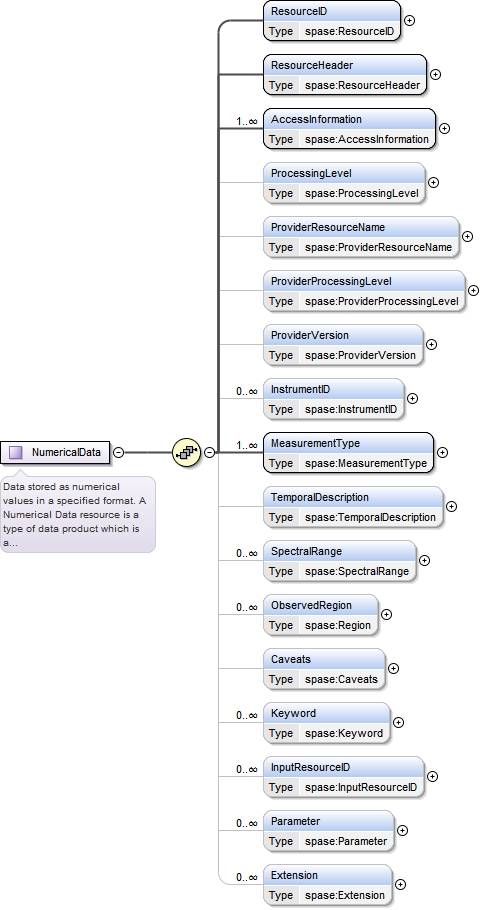 ResourceID
Type spase:ResourceID
ResourceHeader
Type spase:ResourceHeader
1..∞ AccessInformation
Type spase:AccessInformation
ProcessingLevel
Type spase:ProcessingLevel
ProviderResourceName
Type spase:ProviderResourceName
ProviderProcessingLevel
Type spase:ProviderProcessingLevel
ProviderVersion
Type spase:ProviderVersion
0..∞ InstrumentID
Type spase:InstrumentID
NumericalData
Data stored as numerical
values in a specified format. A
Numerical Data resource is a
type of data product which is
a...
1..∞ MeasurementType
Type spase:MeasurementType
TemporalDescription
Type spase:TemporalDescription
0..∞ SpectralRange
Type spase:SpectralRange
0..∞ ObservedRegion
Type spase:Region
Caveats
Type spase:Caveats
0..∞ Keyword
Type spase:Keyword
0..∞ InputResourceID
Type spase:InputResourceID
0..∞ Parameter
Type spase:Parameter
0..∞ Extension
Type spase:Extension